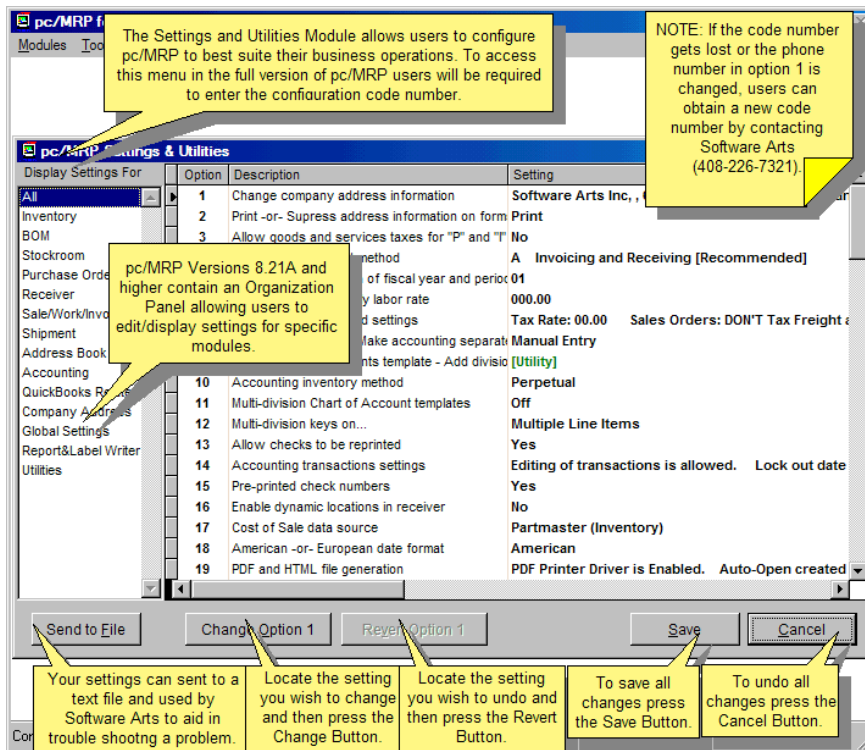 pc/MRP f
Modules Too
The Settings and Utilities Module allows users to configure
pc/MRP to best suite their business operations. To access
this menu in the full version of pc/MRP users will be required
to enter the configuration code number.
NOTE: If the code number
gets lost or the phone
number in option 1 is
changed, users can
obtain a new code
number by contacting
Software Arts
(408-226-7321).
pc/MRP Settings & Utilities
Display Settings For
Option Description Setting
All
Inventory
BOM
Stockroom
Purchase Orde
Receiver
Sale/Work/Invo
Shipment
Address Book
Accounting
QuickBooks
Company Address
Global Settings
Report&Label Writer
Utilities
pc/MRP Versions 8.21A and
higher contain an Organization
Panel allowing users to
edit/display settings for specific
modules.
1 Change company address information Software Arts Inc, ,
2 Print -or- Supress address information on form Print
3 Allow goods and services taxes for "P" and "I" No
method A Invoicing and Receiving [Recommended]
n of fiscal year and period 01
y labor rate 000.00
d settings Tax Rate: 00.00 Sales Orders: DON'T Tax Freight a
Make accounting separate Manual Entry
nts template - Add divisio [Utility]
10 Accounting inventory method Perpetual
11 Multi-division Chart of Account templates Off
12 Multi-division keys on... Multiple Line Items
13 Allow checks to be reprinted Yes
14 Accounting transactions settings Editing of transactions is allowed. Lock out date
15 Pre-printed check numbers Yes
16 Enable dynamic locations in receiver No
17 Cost of Sale data source Partmaster (Inventory)
18 American -or- European date format American
19 PDF and HTML file generation PDF Printer Driver is Enabled. Auto-Open created
Send to File Change Option 1 Revert Option 1 Save Cancel
Your settings can sent to a
text file and used by
Software Arts to aid in
trouble shootng a problem.
Locate the setting
you wish to change
and then press the
Change Button.
Locate the setting
you wish to undo and
then press the Revert
Button.
To save all
changes press
the Save Button.
To undo all
changes press the
Cancel Button.
Cor